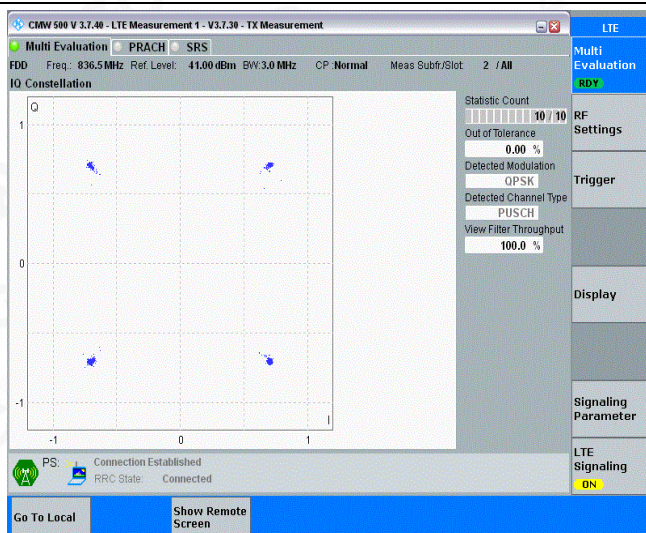 CMW 500 V 3.7.40 - LTE Measurement 1 - V3.7.30 - TX Measurement
LTE
Multi Evaluation PRACH SRS
Multi
Evaluation
RDY
FDD Freq.: 836.5 MHz Ref. Level: 41.00 dBm BW:3.0 MHz CP :Normal Meas Subfr./Slot: 2 / All
IQ Constellation
Q
1
0
-1
I
-1 0 1
Statistic Count
10 / 10
Out of Tolerance
0.00 %
Detected Modulation
QPSK
Detected Channel Type
PUSCH
View Filter Throughput
100.0 %
RF
Settings
Trigger
Display
Signaling
Parameter
LTE
Signaling
ON
PS: Connection Established
RRC State: Connected
Go To Local
Show Remote
Screen